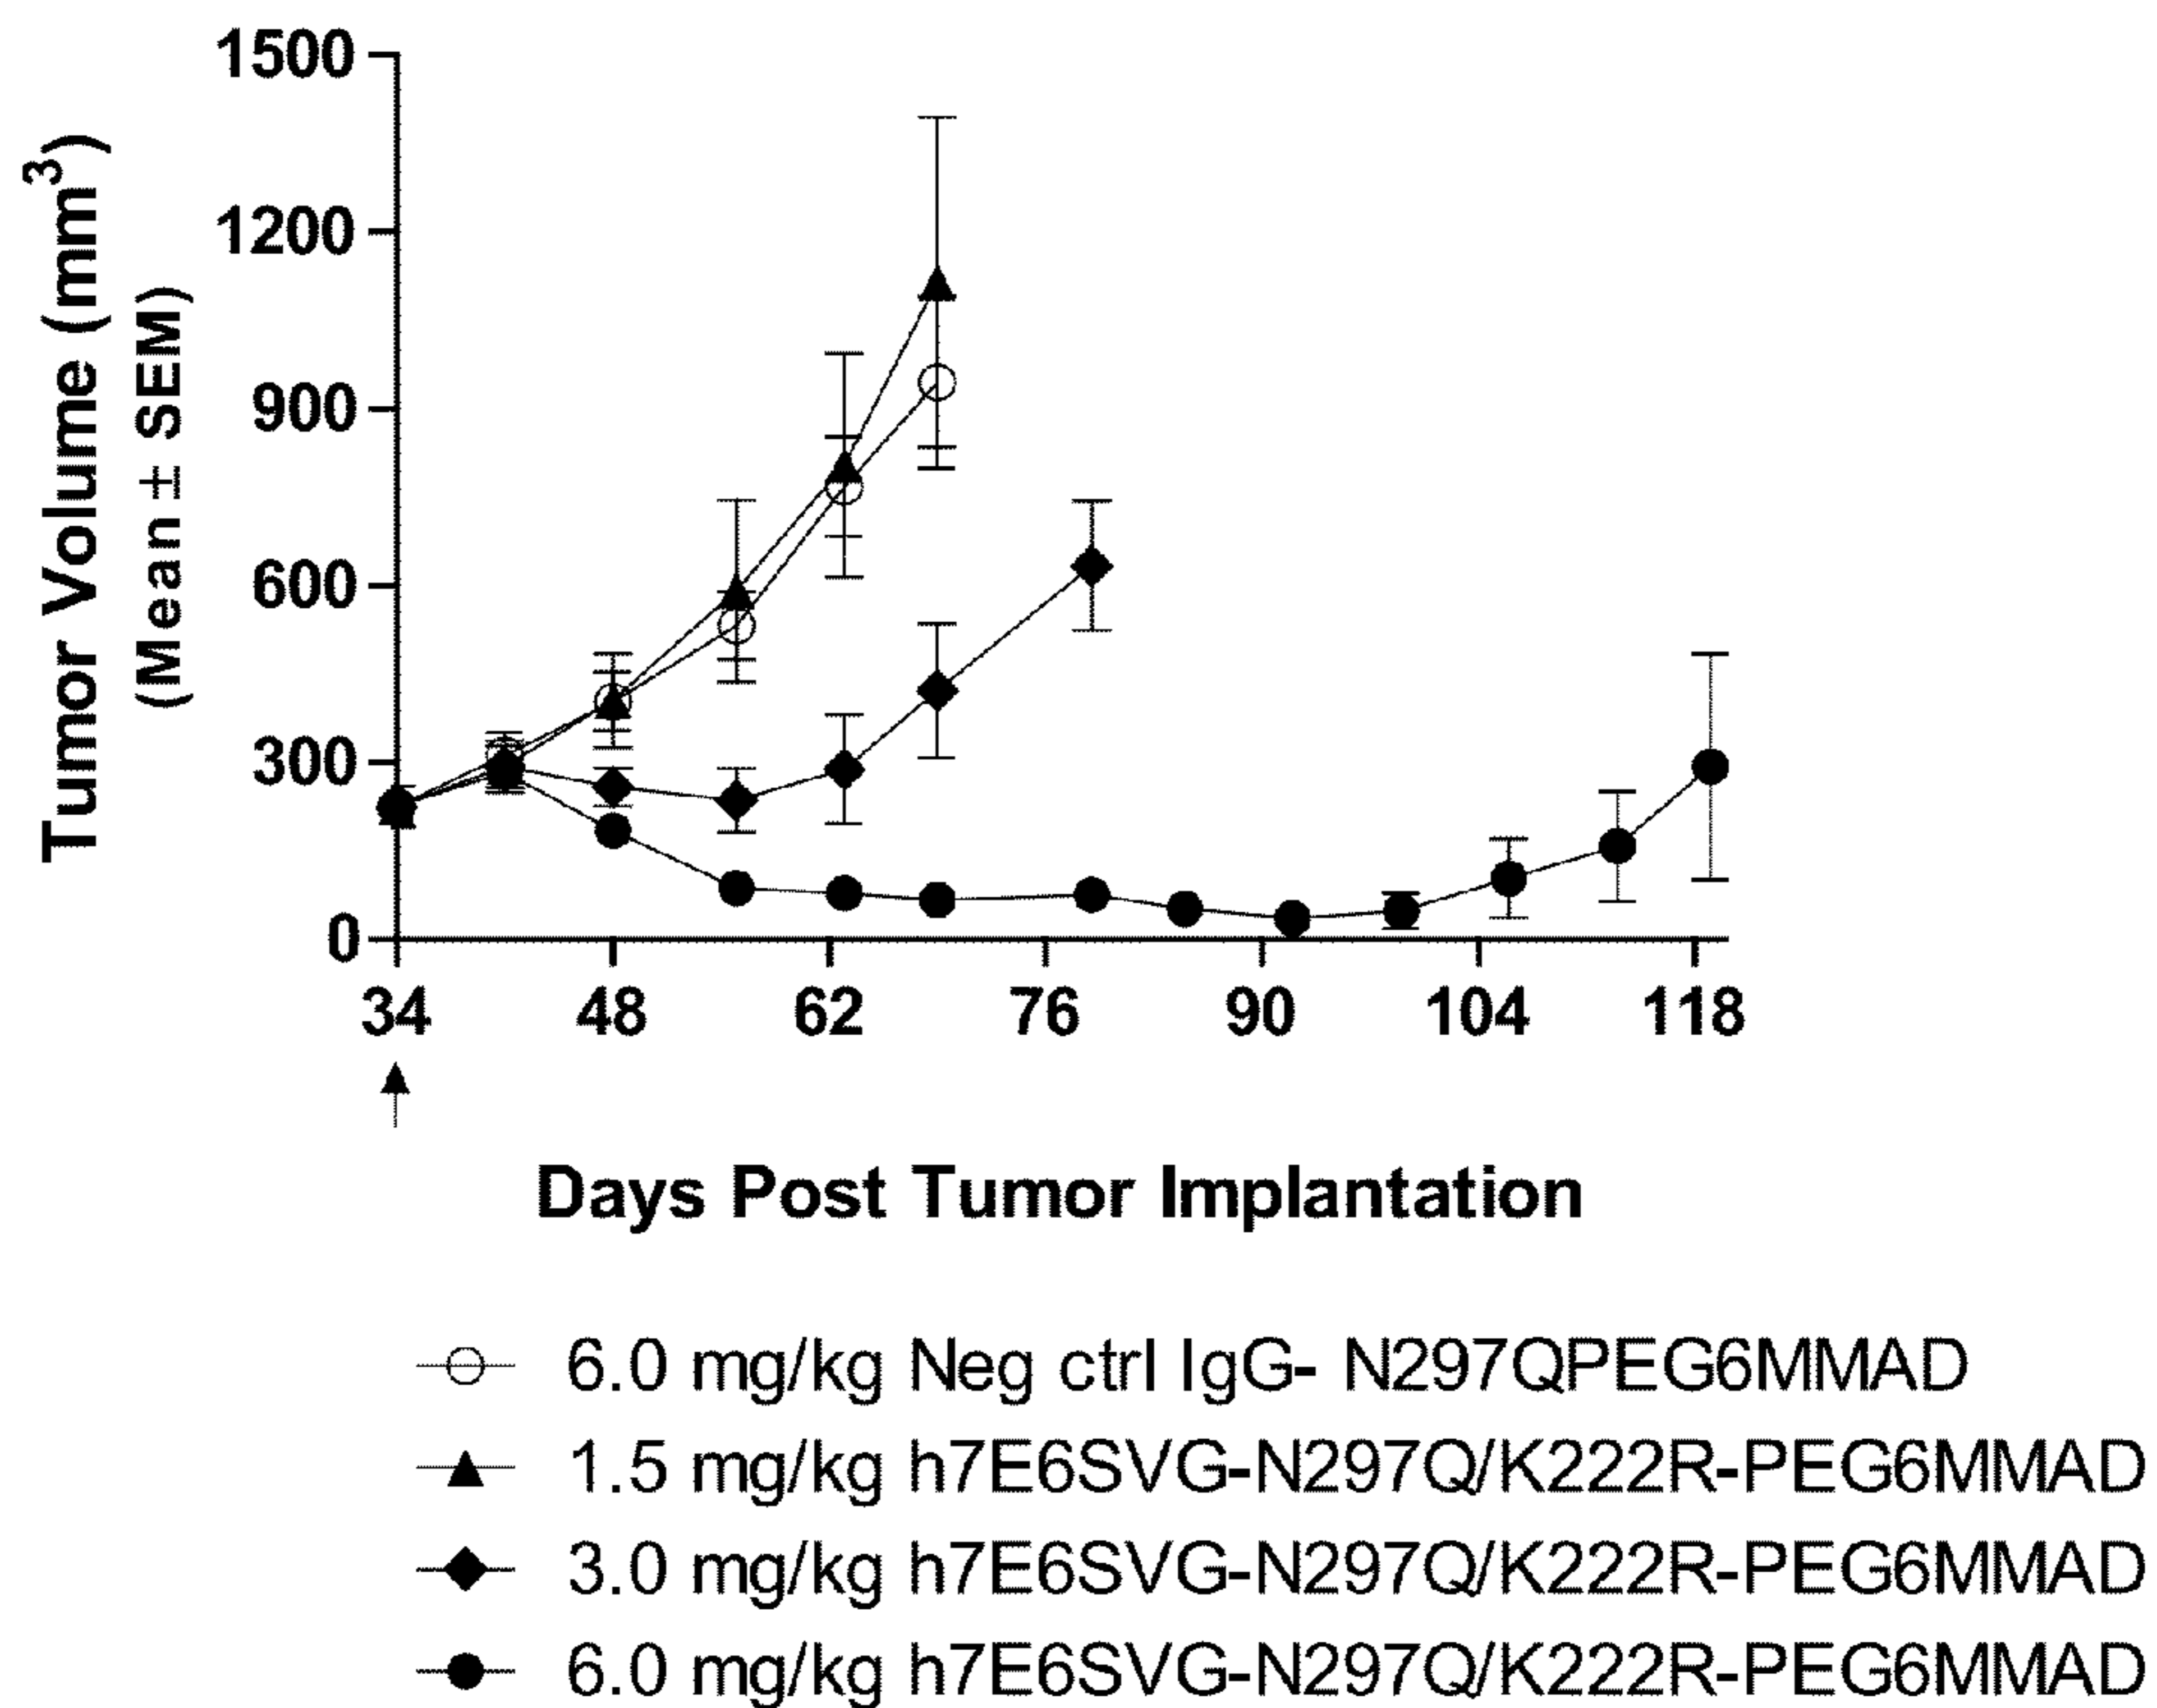 Tumor Volume (mm³)
(Mean ± SEM)
1500
1200
900
600
300
0
34 48 62 76 90 104 118
Days Post Tumor Implantation
6.0 mg/kg Neg ctrl IgG- N297QPEG6MMAD
1.5 mg/kg h7E6SVG-N297Q/K222R-PEG6MMAD
3.0 mg/kg h7E6SVG-N297Q/K222R-PEG6MMAD
6.0 mg/kg h7E6SVG-N297Q/K222R-PEG6MMAD